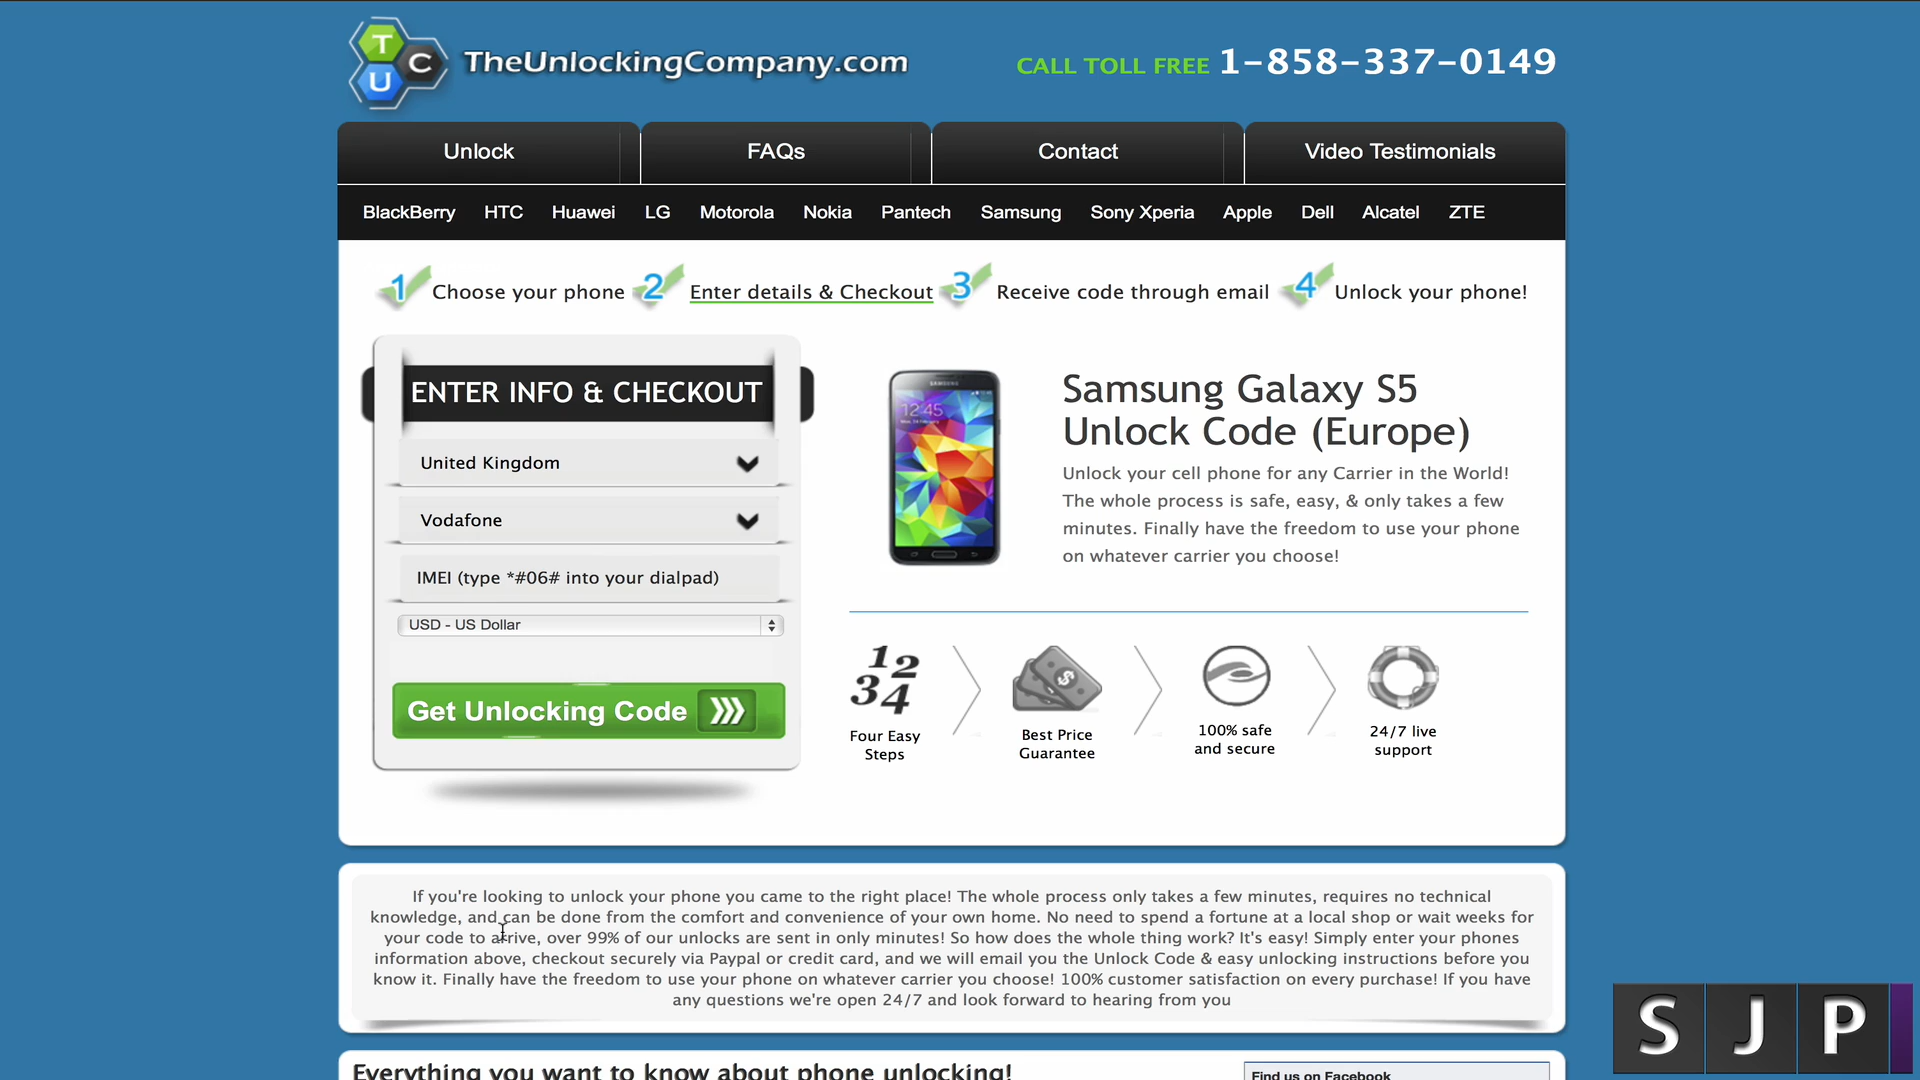 T
U
C
TheUnlockingCompany.com
CALL TOLL FREE 1-858-337-0149
Unlock
FAQs
Contact
Video Testimonials
BlackBerry HTC Huawei LG Motorola Nokia Pantech Samsung Sony Xperia Apple Dell Alcatel ZTE
1 Choose your phone 2 Enter details & Checkout 3 Receive code through email 4 Unlock your phone!
ENTER INFO & CHECKOUT
United Kingdom
Vodafone
IMEI (type *#06# into your dialpad)
USD - US Dollar
Get Unlocking Code
SAMSUNG
12:45
Samsung Galaxy S5
Unlock Code (Europe)
Unlock your cell phone for any Carrier in the World!
The whole process is safe, easy, & only takes a few
minutes. Finally have the freedom to use your phone
on whatever carrier you choose!
1 2
3 4
Four Easy
Steps
$
Best Price
Guarantee
100% safe
and secure
24/7 live
support
If you're looking to unlock your phone you came to the right place! The whole process only takes a few minutes, requires no technical
knowledge, and can be done from the comfort and convenience of your own home. No need to spend a fortune at a local shop or wait weeks for
your code to arrive, over 99% of our unlocks are sent in only minutes! So how does the whole thing work? It's easy! Simply enter your phones
information above, checkout securely via Paypal or credit card, and we will email you the Unlock Code & easy unlocking instructions before you
know it. Finally have the freedom to use your phone on whatever carrier you choose! 100% customer satisfaction on every purchase! If you have
any questions we're open 24/7 and look forward to hearing from you
Everything you want to know about phone unlocking!
Find us on Facebook
S J P